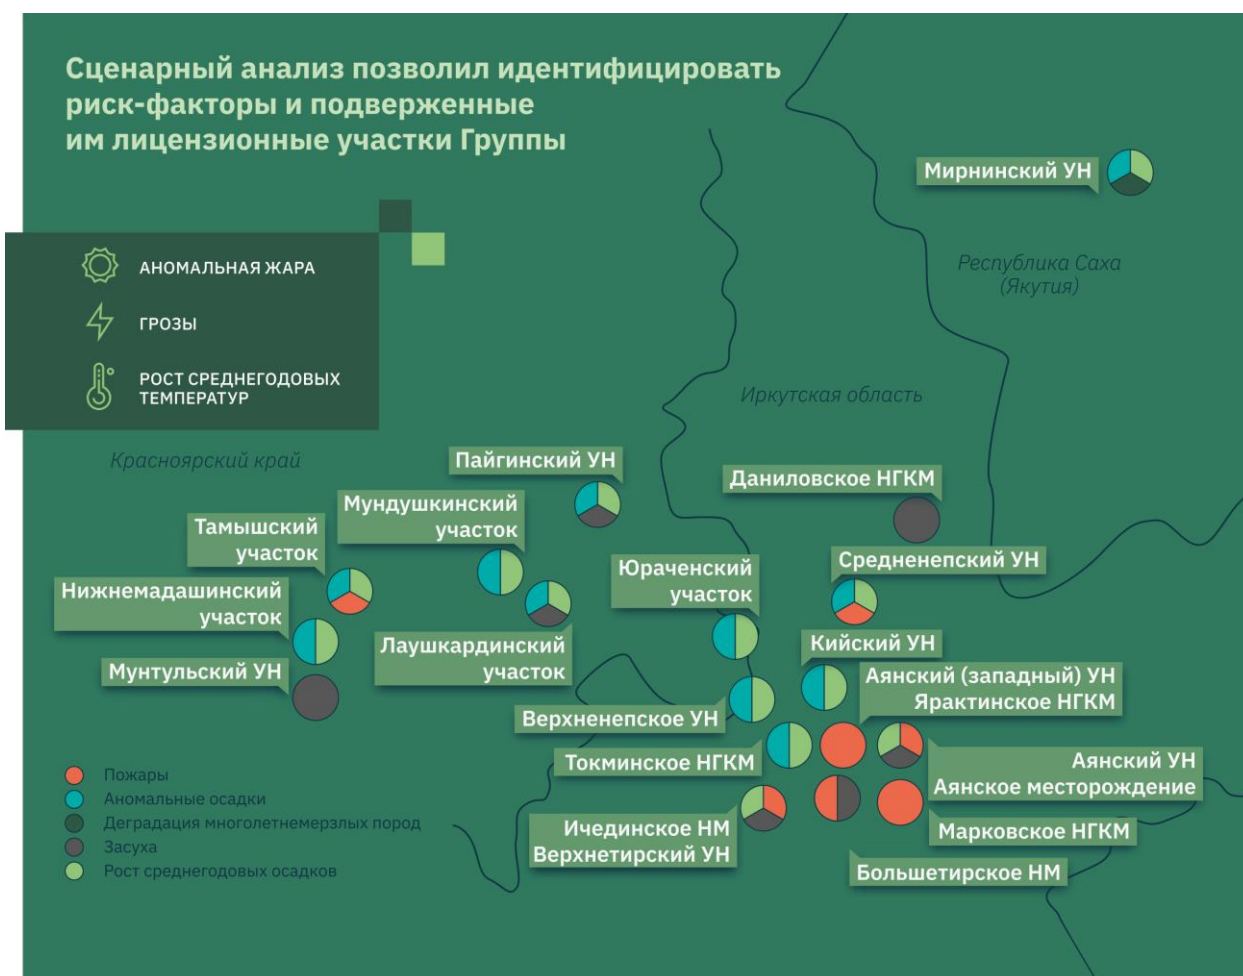 Сценарный анализ позволил идентифицировать
риск-факторы и подверженные
им лицензионные участки Группы
АНОМАЛЬНАЯ ЖАРА
ГРОЗЫ
РОСТ СРЕДНЕГОДОВЫХ
ТЕМПЕРАТУР
Мирнинский УН
Республика Саха
(Якутия)
Иркутская область
Красноярский край
Пайгинский УН
Даниловское НГКМ
Мундушкинский
участок
Тамышский
участок
Средненепский УН
Юраченский
участок
Нижнемадашинский
участок
Лаушкардинский
участок
Кийский УН
Мунтульский УН
Аянский (западный) УН
Ярактинское НГКМ
Верхненепское УН
Токминское НГКМ
Аянский УН
Аянское месторождение
Ичединское НМ
Верхнетирский УН
Марковское НГКМ
Большетирское НМ
Пожары
Аномальные осадки
Деградация многолетнемерзлых пород
Засуха
Рост среднегодовых осадков